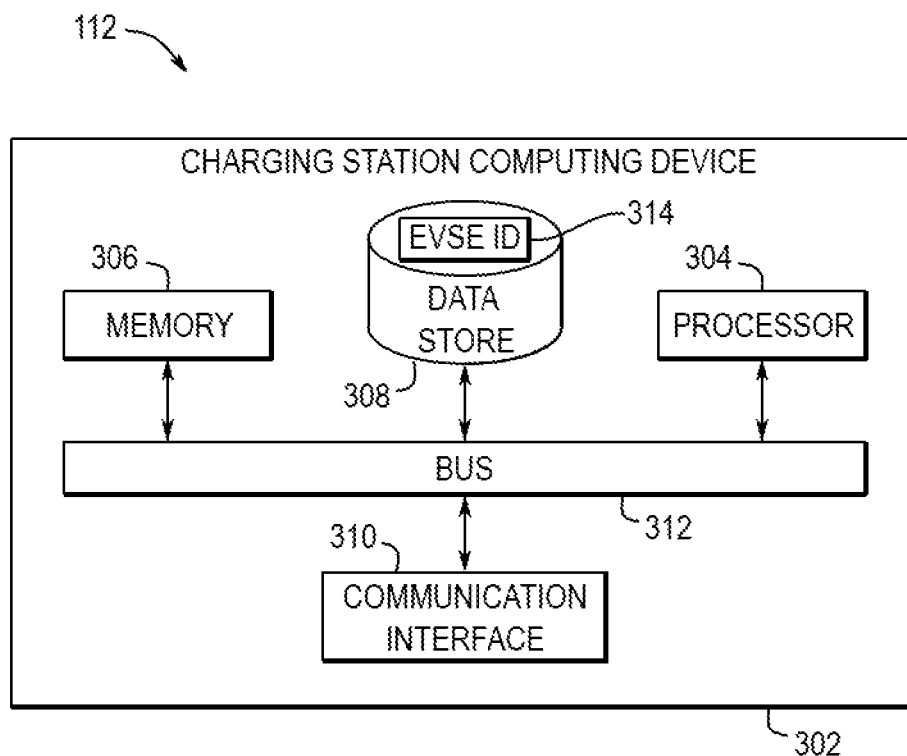 112
CHARGING STATION COMPUTING DEVICE
EVSE ID
314
306
304
MEMORY
DATA
STORE
PROCESSOR
308
BUS
312
310
COMMUNICATION
INTERFACE
302